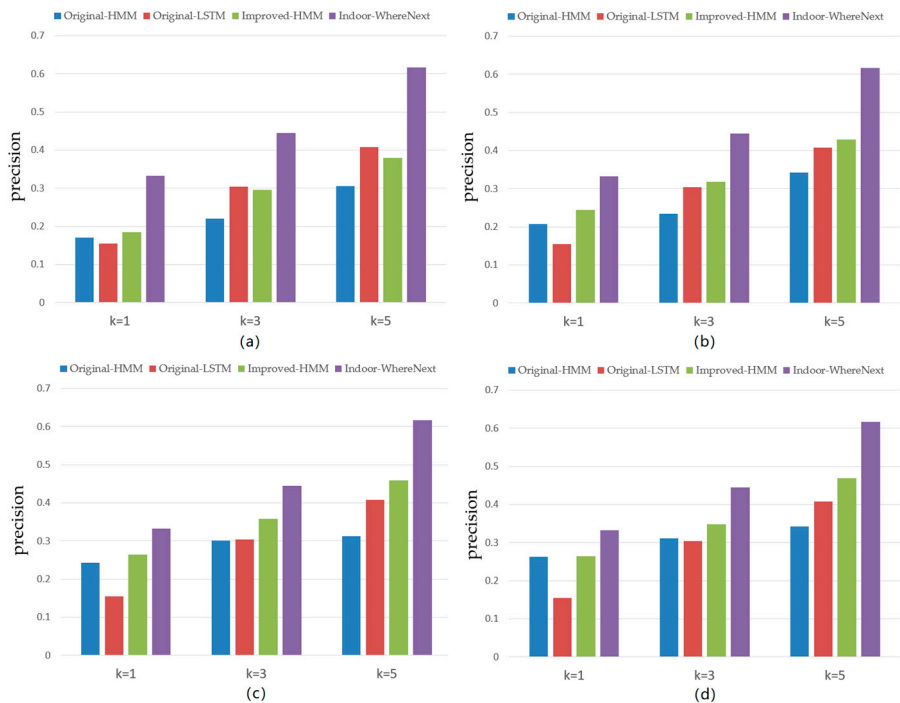 Original-HMM Original-LSTM Improved-HMM Indoor-WhereNext
0.7
0.6
0.5
0.4
0.3
0.2
0.1
0
precision
k=1 k=3 k=5
(a)
Original-HMM Original-LSTM Improved-HMM Indoor-WhereNext
0.7
0.6
0.5
0.4
0.3
0.2
0.1
0
precision
k=1 k=3 k=5
(b)
Original-HMM Original-LSTM Improved-HMM Indoor-WhereNext
0.7
0.6
0.5
0.4
0.3
0.2
0.1
0
precision
k=1 k=3 k=5
(c)
Original-HMM Original-LSTM Improved-HMM Indoor-WhereNext
0.7
0.6
0.5
0.4
0.3
0.2
0.1
0
precision
k=1 k=3 k=5
(d)